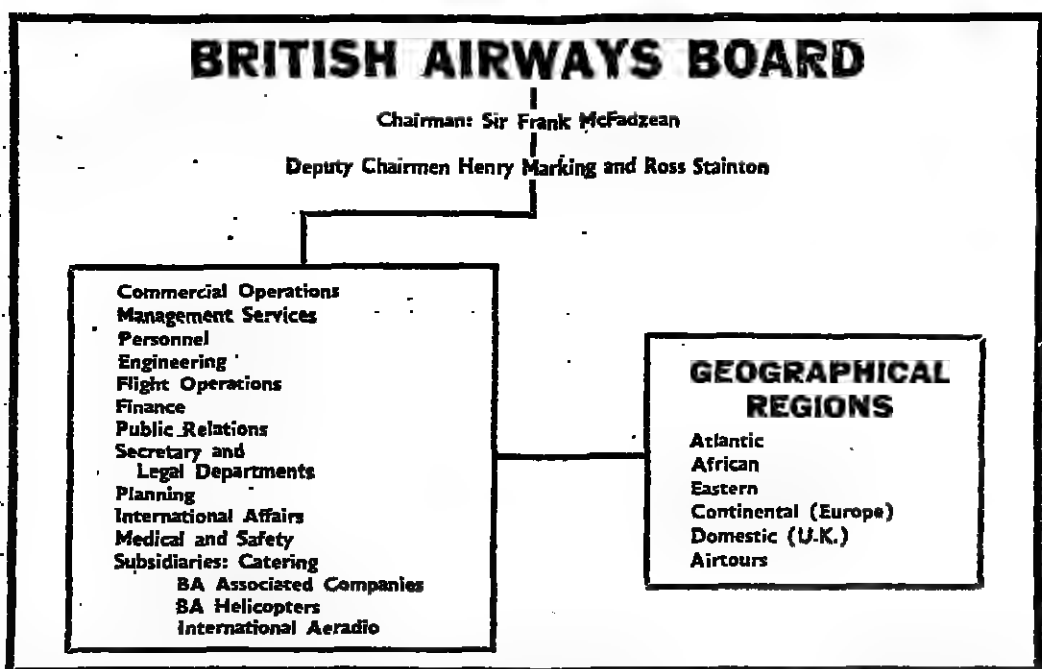 BRITISH AIRWAYS BOARD
Chairman: Sir Frank McFadzean
Deputy Chairmen Henry Marking and Ross Stainton
Commercial Operations
Management Services
Personnel
Engineering
Flight Operations
Finance
Public Relations
Secretary and
Legal Departments
Planning
International Affairs
Medical and Safety
Subsidiaries: Catering
BA Associated Companies
BA Helicopters
International Aeradio
GEOGRAPHICAL
REGIONS
Atlantic
African
Eastern
Continental (Europe)
Domestic (U.K.)
Airtours